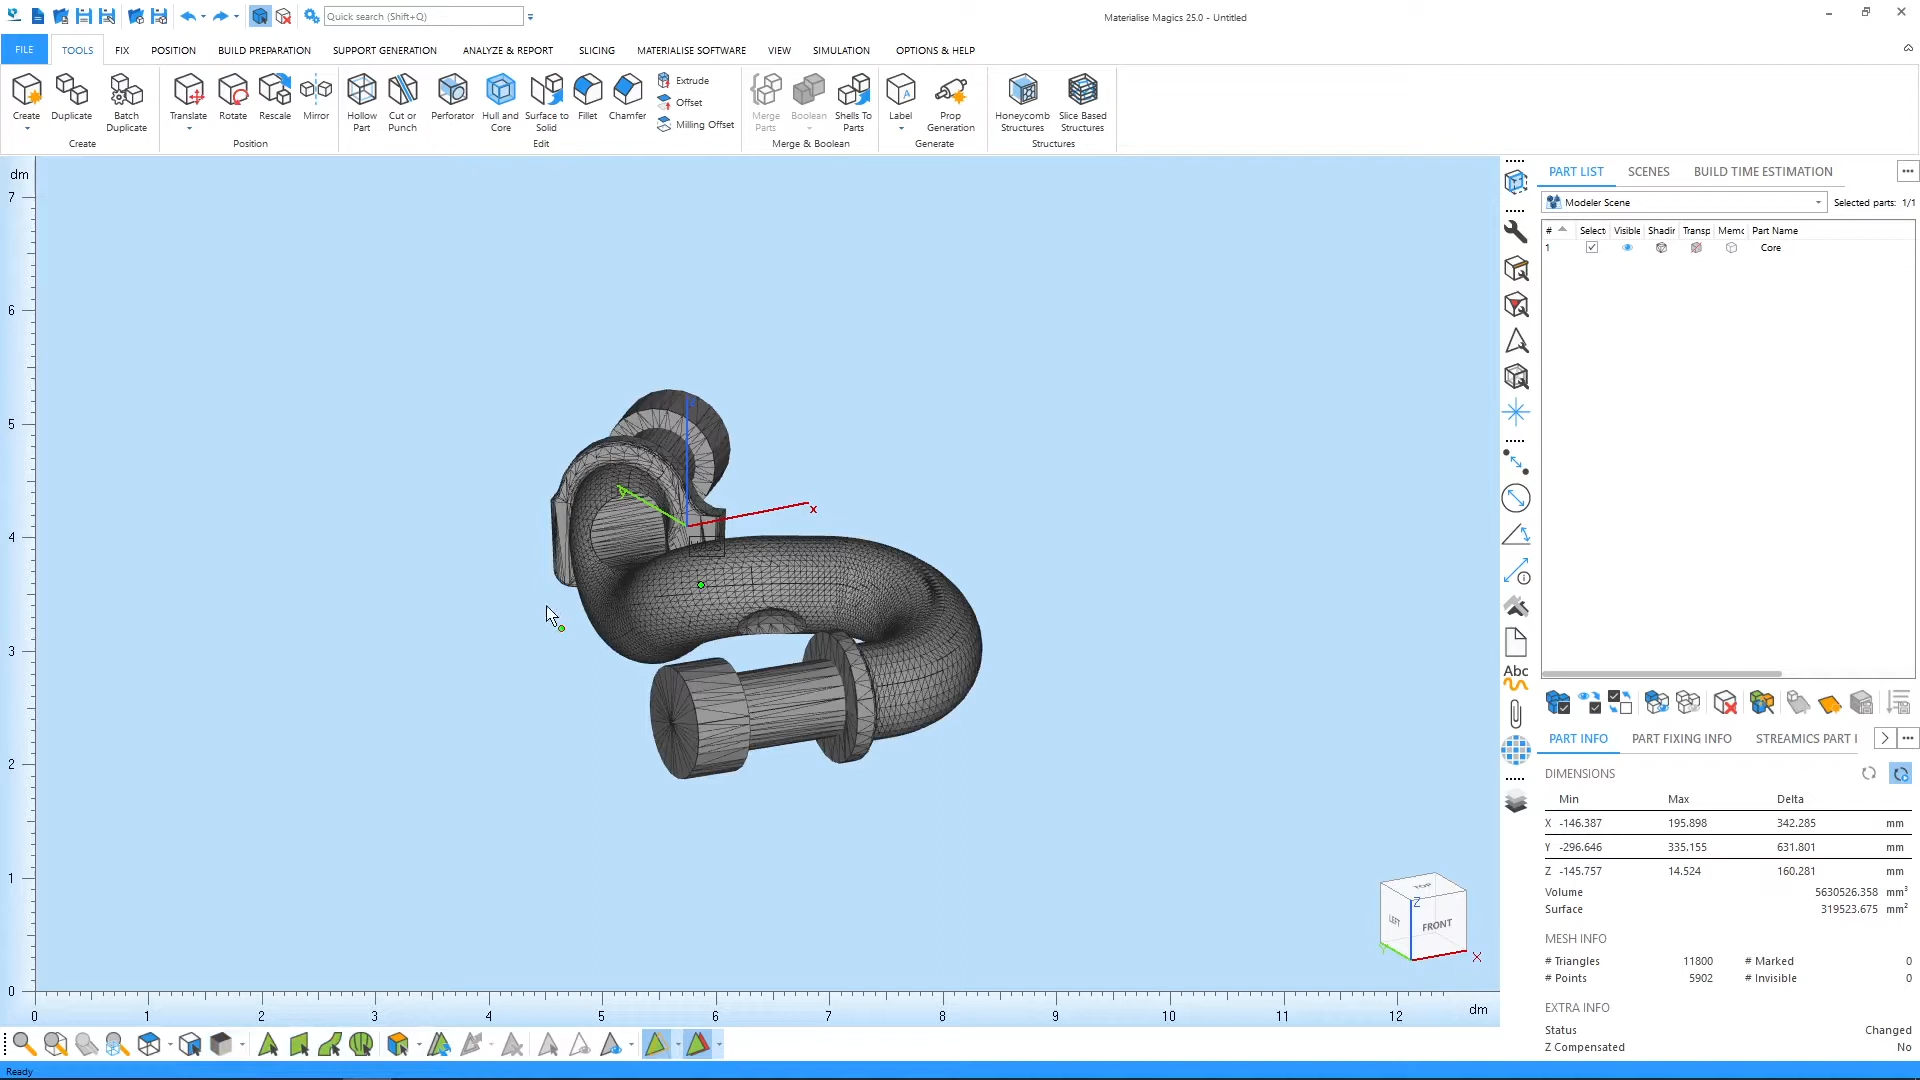 Quick search (Shift+Q)
Materialise Magics 25.0 - Untitled
FILE TOOLS FIX POSITION BUILD PREPARATION SUPPORT GENERATION ANALYZE & REPORT SLICING MATERIALISE SOFTWARE VIEW SIMULATION OPTIONS & HELP
Create
Duplicate
Batch
Duplicate
Create
Translate
Rotate
Rescale
Mirror
Position
Hollow
Part
Cut or
Punch
Perforator
Hull and
Core
Surface to
Solid
Fillet
Chamfer
Extrude
Offset
Milling Offset
Edit
Merge
Parts
Boolean
Shells To
Parts
Merge & Boolean
Label
Prop
Generation
Generate
Honeycomb
Structures
Slice Based
Structures
Structures
dm
7
6
5
4
3
2
1
0
0 1 2 3 4 5 6 7 8 9 10 11 12 dm
x
TOP
LEFT
FRONT
Z
X
Abc
PART LIST SCENES BUILD TIME ESTIMATION
Modeler Scene Selected parts: 1/1
# Select Visible Shadir Transp Memc Part Name
1 Core
PART INFO PART FIXING INFO STREAMICS PART I
DIMENSIONS
Min Max Delta
X -146.387 195.898 342.285 mm
Y -296.646 335.155 631.801 mm
Z -145.757 14.524 160.281 mm
Volume 5630526.358 mm³
Surface 319523.675 mm²
MESH INFO
# Triangles 11800 # Marked 0
# Points 5902 # Invisible 0
EXTRA INFO
Status Changed
Z Compensated No
Ready